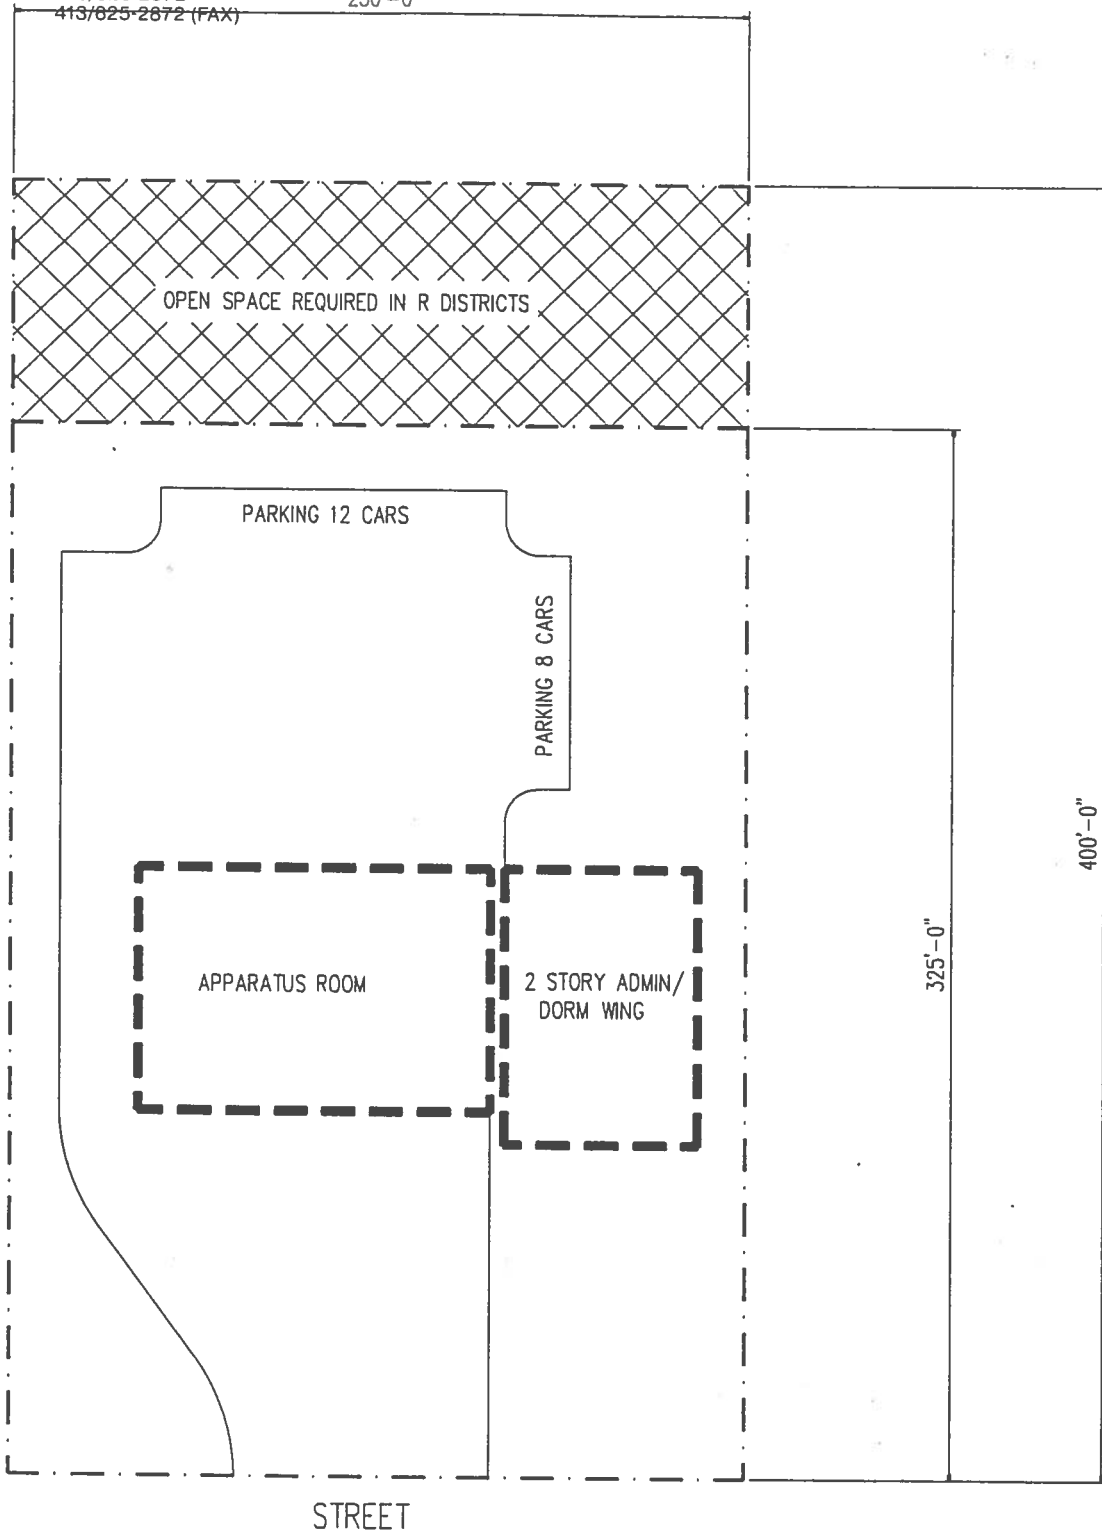 413/625-2872 (FAX)
OPEN SPACE REQUIRED IN R DISTRICTS
PARKING 12 CARS
PARKING 8 CARS
APPARATUS ROOM
2 STORY ADMIN/
DORM WING
325'-0"
400'-0"
STREET